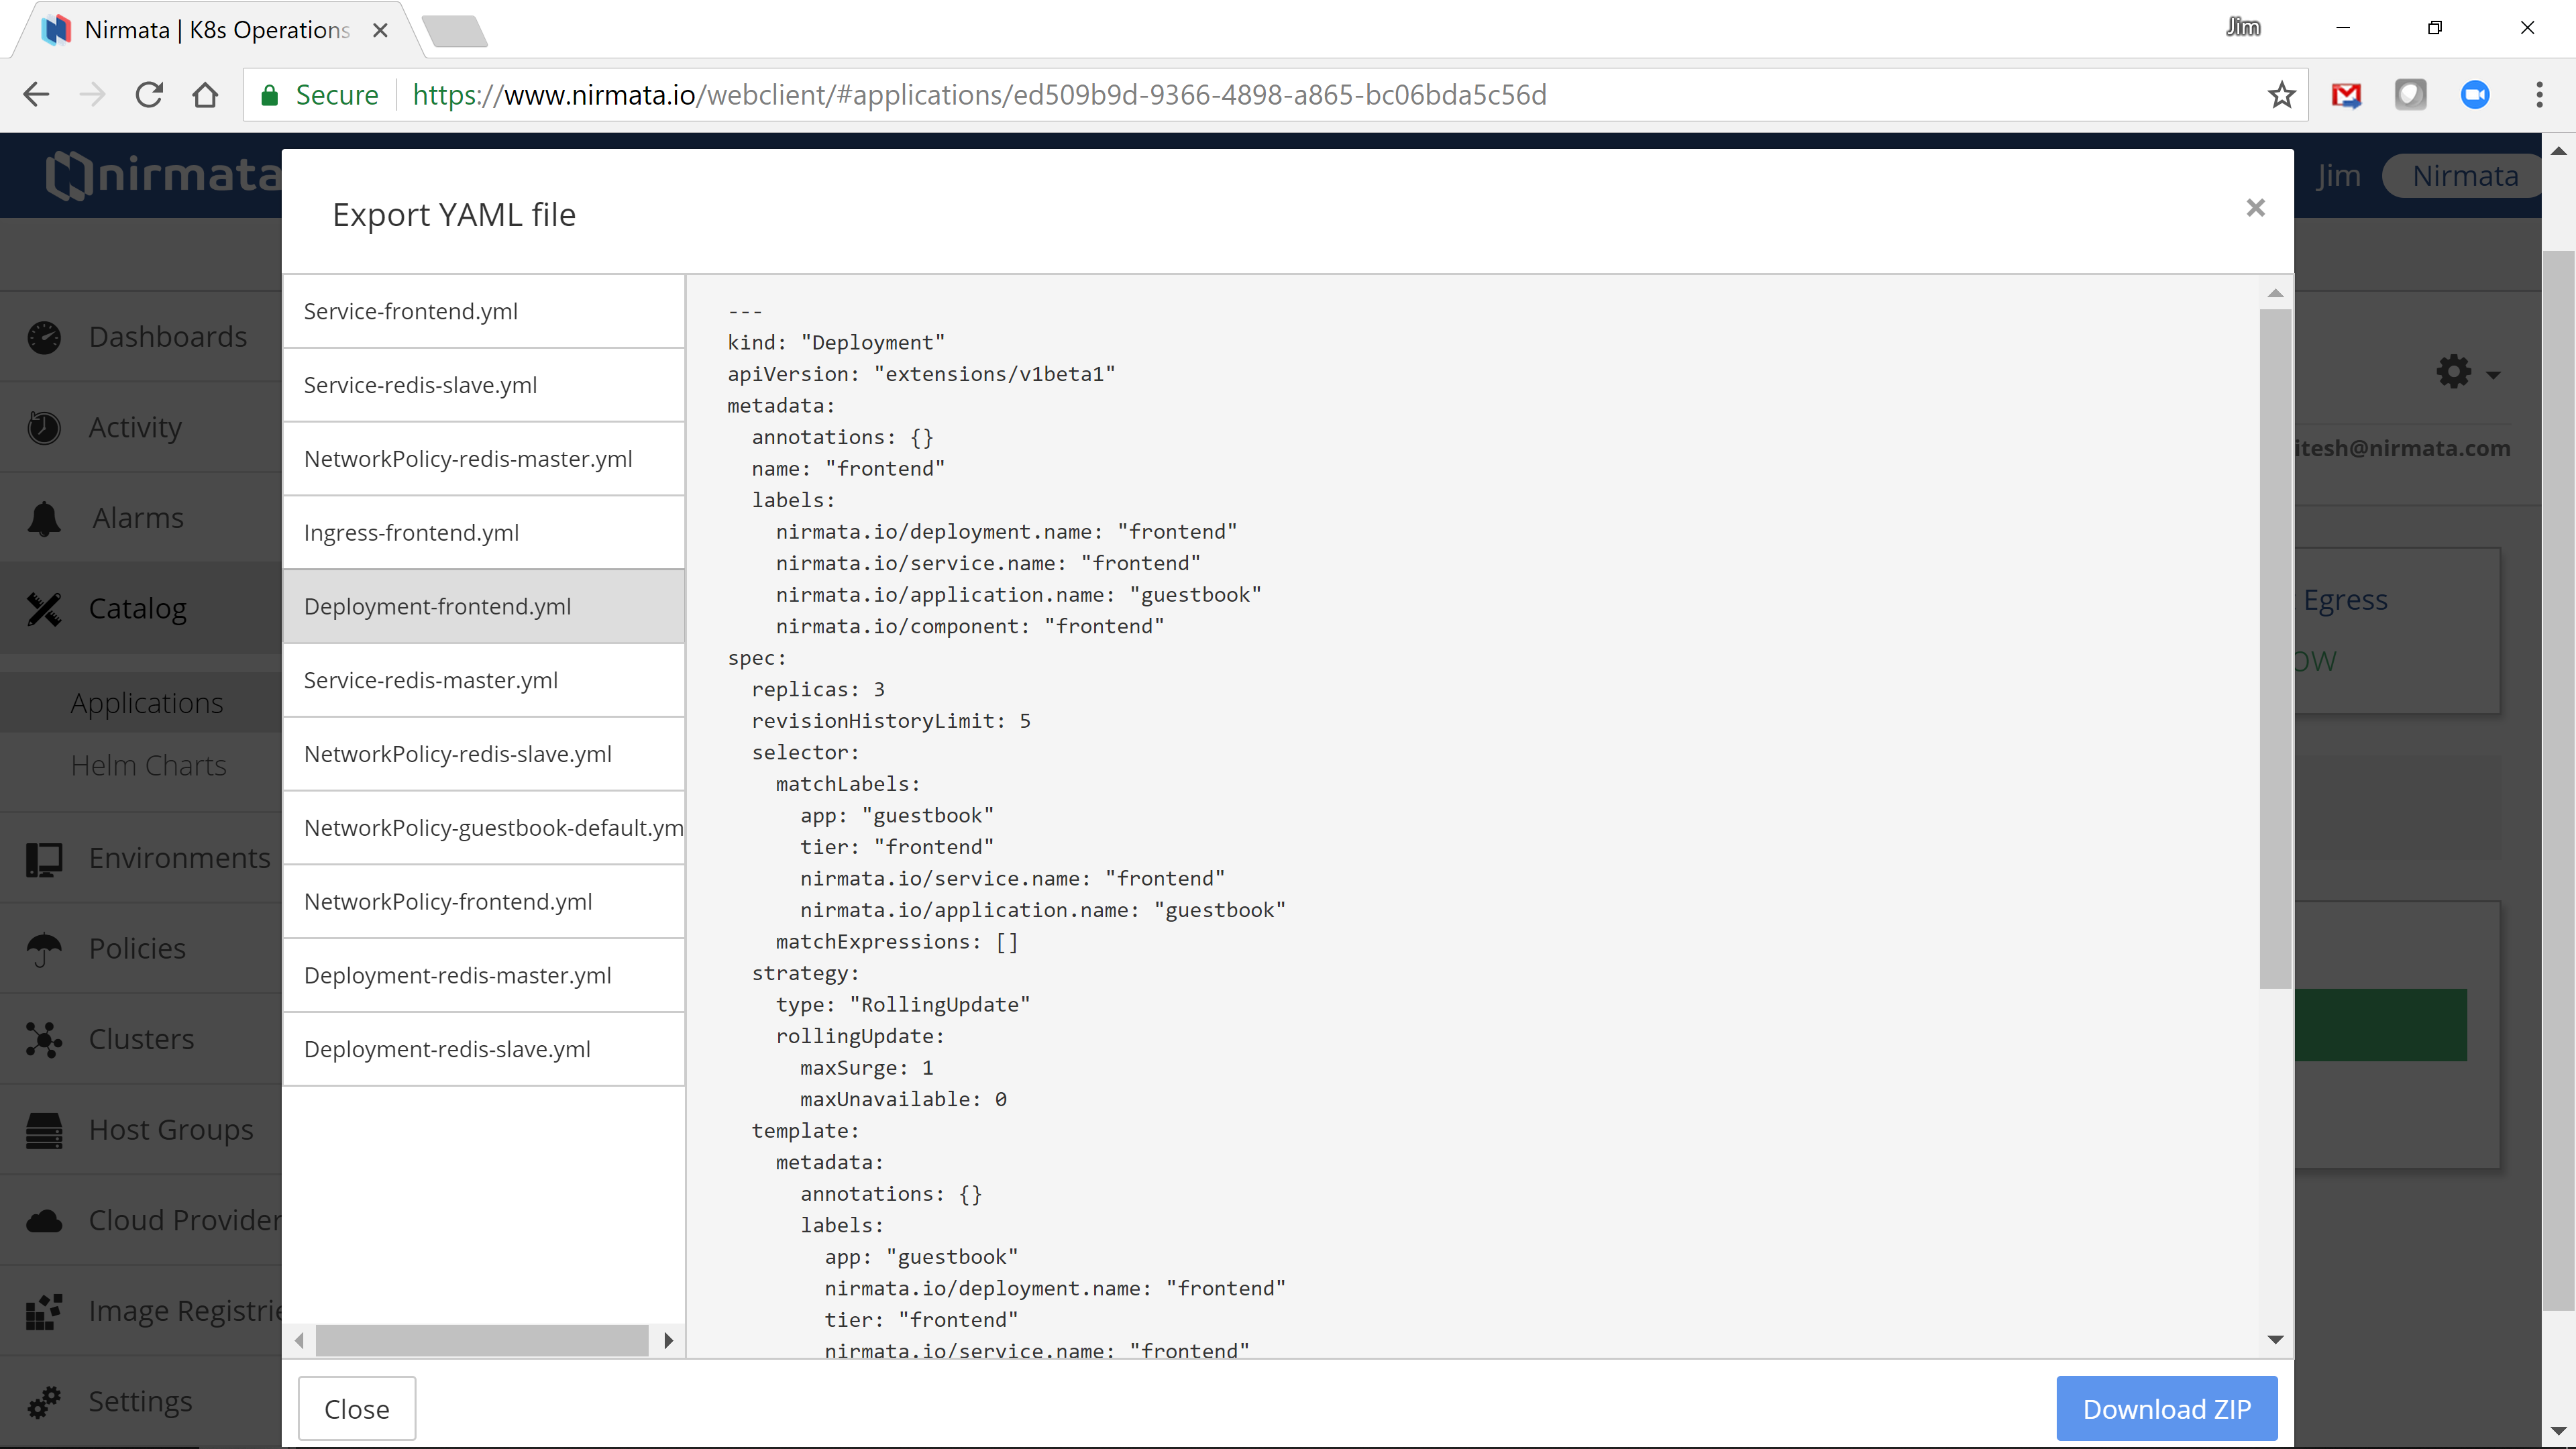 Nirmata | K8s Operations
Jim
Secure
https://www.nirmata.io/webclient/#applications/ed509b9d-9366-4898-a865-bc06bda5c56d
nirmata
Jim
Nirmata
Export YAML file
×
Dashboards
Activity
Alarms
Catalog
Applications
Helm Charts
Environments
Policies
Clusters
Host Groups
Cloud Provider
Image Registrie
Settings
Service-frontend.yml
Service-redis-slave.yml
NetworkPolicy-redis-master.yml
Ingress-frontend.yml
Deployment-frontend.yml
Service-redis-master.yml
NetworkPolicy-redis-slave.yml
NetworkPolicy-guestbook-default.ym
NetworkPolicy-frontend.yml
Deployment-redis-master.yml
Deployment-redis-slave.yml
---
kind: "Deployment"
apiVersion: "extensions/v1beta1"
metadata:
  annotations: {}
  name: "frontend"
  labels:
    nirmata.io/deployment.name: "frontend"
    nirmata.io/service.name: "frontend"
    nirmata.io/application.name: "guestbook"
    nirmata.io/component: "frontend"
spec:
  replicas: 3
  revisionHistoryLimit: 5
  selector:
    matchLabels:
      app: "guestbook"
      tier: "frontend"
      nirmata.io/service.name: "frontend"
      nirmata.io/application.name: "guestbook"
    matchExpressions: []
  strategy:
    type: "RollingUpdate"
    rollingUpdate:
      maxSurge: 1
      maxUnavailable: 0
  template:
    metadata:
      annotations: {}
      labels:
        app: "guestbook"
        nirmata.io/deployment.name: "frontend"
        tier: "frontend"
        nirmata.io/service.name: "frontend"
itesh@nirmata.com
Egress
OW
Close
Download ZIP